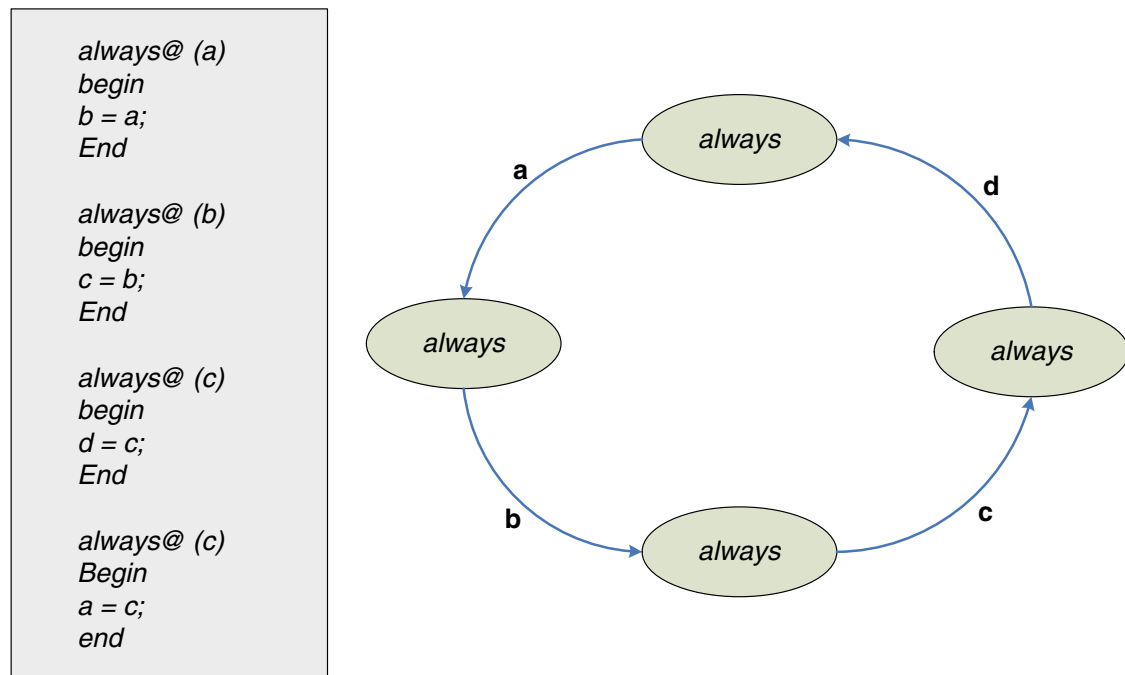 always@ (a)
begin
b = a;
End
always@ (b)
begin
c = b;
End
always@ (c)
begin
d = c;
End
always@ (c)
Begin
a = c;
end
always
a
d
always
always
b
c
always